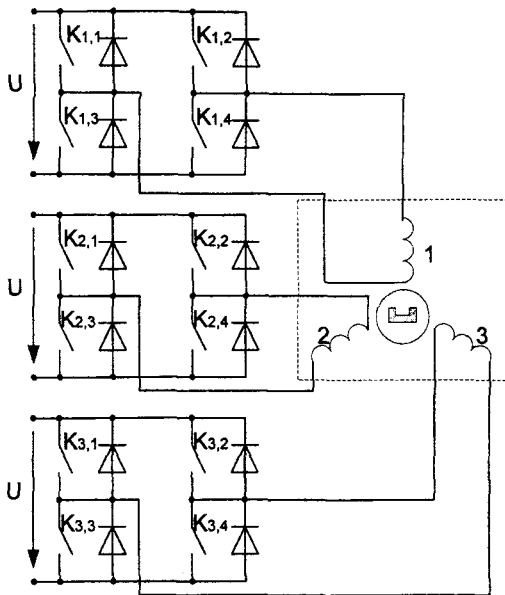 K1,1 K1,2
U
K1,3 K1,4
K2,1 K2,2
1
U
K2,3 K2,4 2 3
K3,1 K3,2
U
K3,3 K3,4